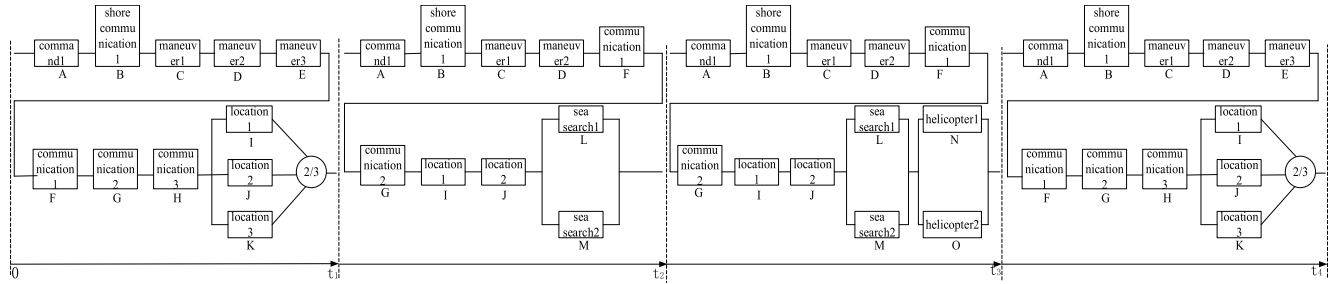 shore
commu
nication
1
comma
nd1
maneuv
er1
maneuv
er2
maneuv
er3
A
B
C
D
E
location
1
I
commu
nication
1
commu
nication
2
commu
nication
3
location
2
2/3
F
G
H
J
location
3
K
shore
commu
nication
1
comma
nd1
maneuv
er1
maneuv
er2
commu
nication
1
A
B
C
D
F
sea
search1
L
commu
nication
2
location
1
location
2
G
I
J
sea
search2
M
shore
commu
nication
1
comma
nd1
maneuv
er1
maneuv
er2
commu
nication
1
A
B
C
D
F
sea
search1
L
helicopter1
N
commu
nication
2
location
1
location
2
G
I
J
sea
search2
M
helicopter2
O
shore
commu
nication
1
comma
nd1
maneuv
er1
maneuv
er2
maneuv
er3
A
B
C
D
E
location
1
I
commu
nication
1
commu
nication
2
commu
nication
3
location
2
2/3
F
G
H
J
location
3
K
0
t1
t2
t3
t4